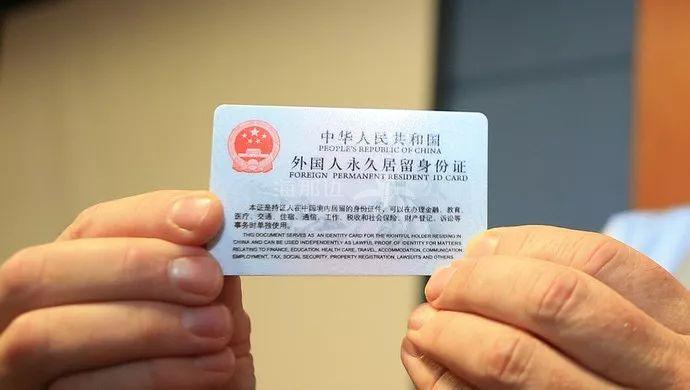 中华人民共和国
PEOPLE'S REPUBLIC OF CHINA
外国人永久居留身份证
FOREIGN PERMANENT RESIDENT ID CARD
本证是持证人在中国境内居留的身份证件，可以在办理金融、教育、
医疗、交通、住宿、通信、工作、税收和社会保险、财产登记、诉讼等
事务时单独使用。
THIS DOCUMENT SERVES AS AN IDENTITY CARD FOR THE RIGHTFUL HOLDER RESIDING IN
CHINA AND CAN BE USED INDEPENDENTLY AS LAWFUL PROOF OF IDENTITY FOR MATTERS
RELATING TO FINANCE, EDUCATION, HEALTH CARE, TRAVEL, ACCOMMODATION, COMMUNICATION
EMPLOYMENT, TAX, SOCIAL SECURITY, PROPERTY REGISTRATION, LAWSUITS AND OTHERS.